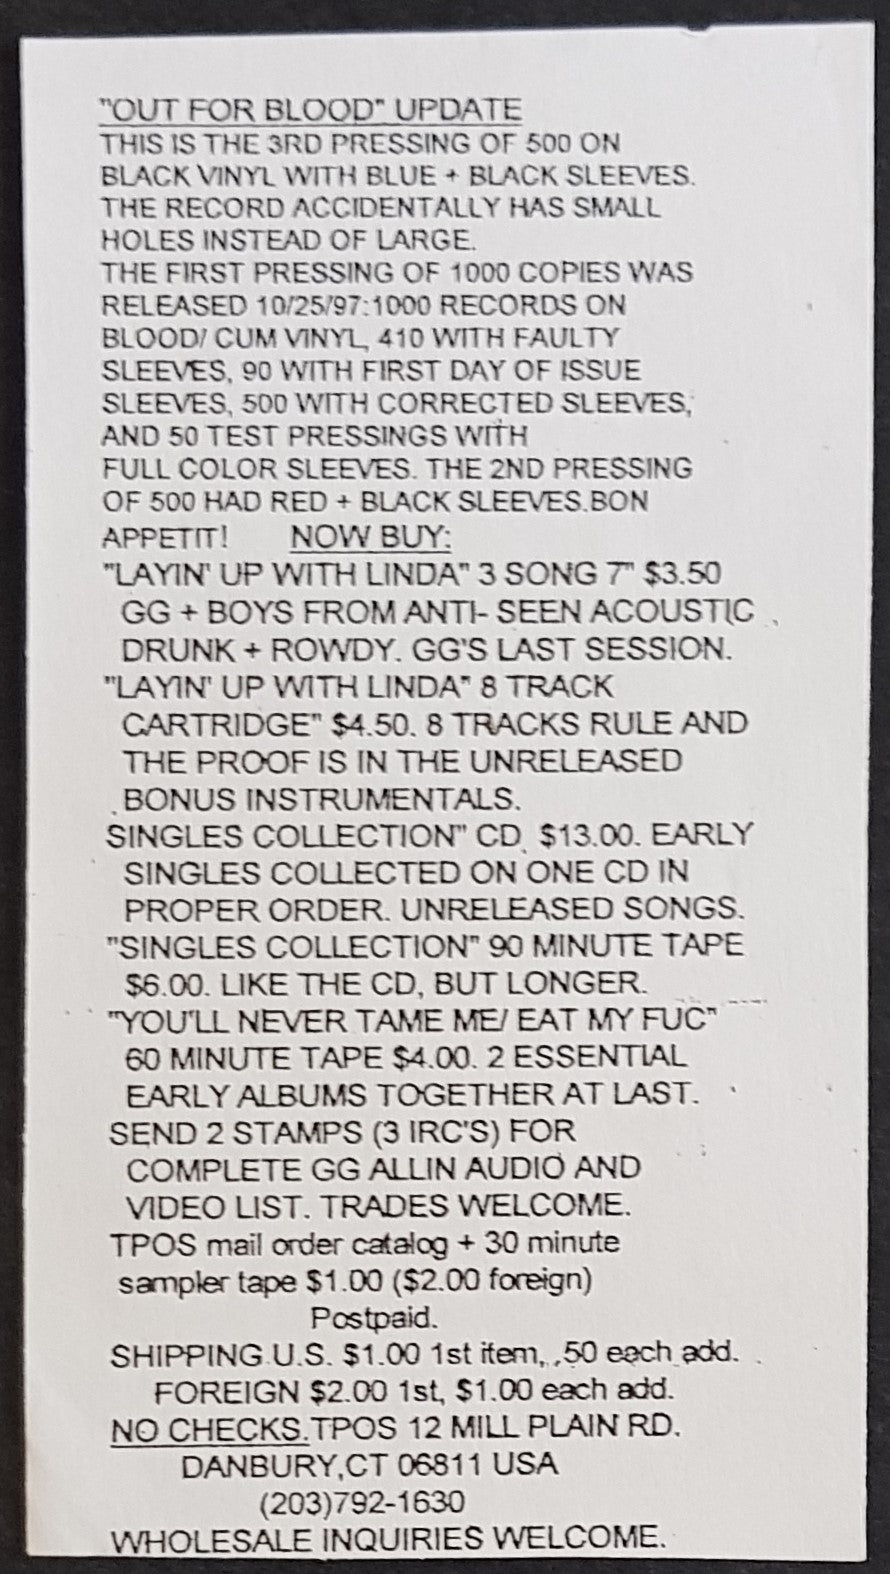 "OUT FOR BLOOD" UPDATE
THIS IS THE 3RD PRESSING OF 500 ON
BLACK VINYL WITH BLUE + BLACK SLEEVES.
THE RECORD ACCIDENTALLY HAS SMALL
HOLES INSTEAD OF LARGE.
THE FIRST PRESSING OF 1000 COPIES WAS
RELEASED 10/25/97:1000 RECORDS ON
BLOOD/ CUM VINYL, 410 WITH FAULTY
SLEEVES, 90 WITH FIRST DAY OF ISSUE
SLEEVES, 500 WITH CORRECTED SLEEVES,
AND 50 TEST PRESSINGS WITH
FULL COLOR SLEEVES. THE 2ND PRESSING
OF 500 HAD RED + BLACK SLEEVES.BON
APPETIT! NOW BUY:
"LAYIN' UP WITH LINDA" 3 SONG 7" $3.50
GG + BOYS FROM ANTI- SEEN ACOUSTIC
DRUNK + ROWDY. GG'S LAST SESSION.
"LAYIN' UP WITH LINDA" 8 TRACK
CARTRIDGE" $4.50. 8 TRACKS RULE AND
THE PROOF IS IN THE UNRELEASED
BONUS INSTRUMENTALS.
SINGLES COLLECTION" CD $13.00. EARLY
SINGLES COLLECTED ON ONE CD IN
PROPER ORDER. UNRELEASED SONGS.
"SINGLES COLLECTION" 90 MINUTE TAPE
$6.00. LIKE THE CD, BUT LONGER.
"YOU'LL NEVER TAME ME/ EAT MY FUC"
60 MINUTE TAPE $4.00. 2 ESSENTIAL
EARLY ALBUMS TOGETHER AT LAST.
SEND 2 STAMPS (3 IRC'S) FOR
COMPLETE GG ALLIN AUDIO AND
VIDEO LIST. TRADES WELCOME.
TPOS mail order catalog + 30 minute
sampler tape $1.00 ($2.00 foreign)
Postpaid.
SHIPPING U.S. $1.00 1st item, .50 each add.
FOREIGN $2.00 1st, $1.00 each add.
NO CHECKS.TPOS 12 MILL PLAIN RD.
DANBURY,CT 06811 USA
(203)792-1630
WHOLESALE INQUIRIES WELCOME.